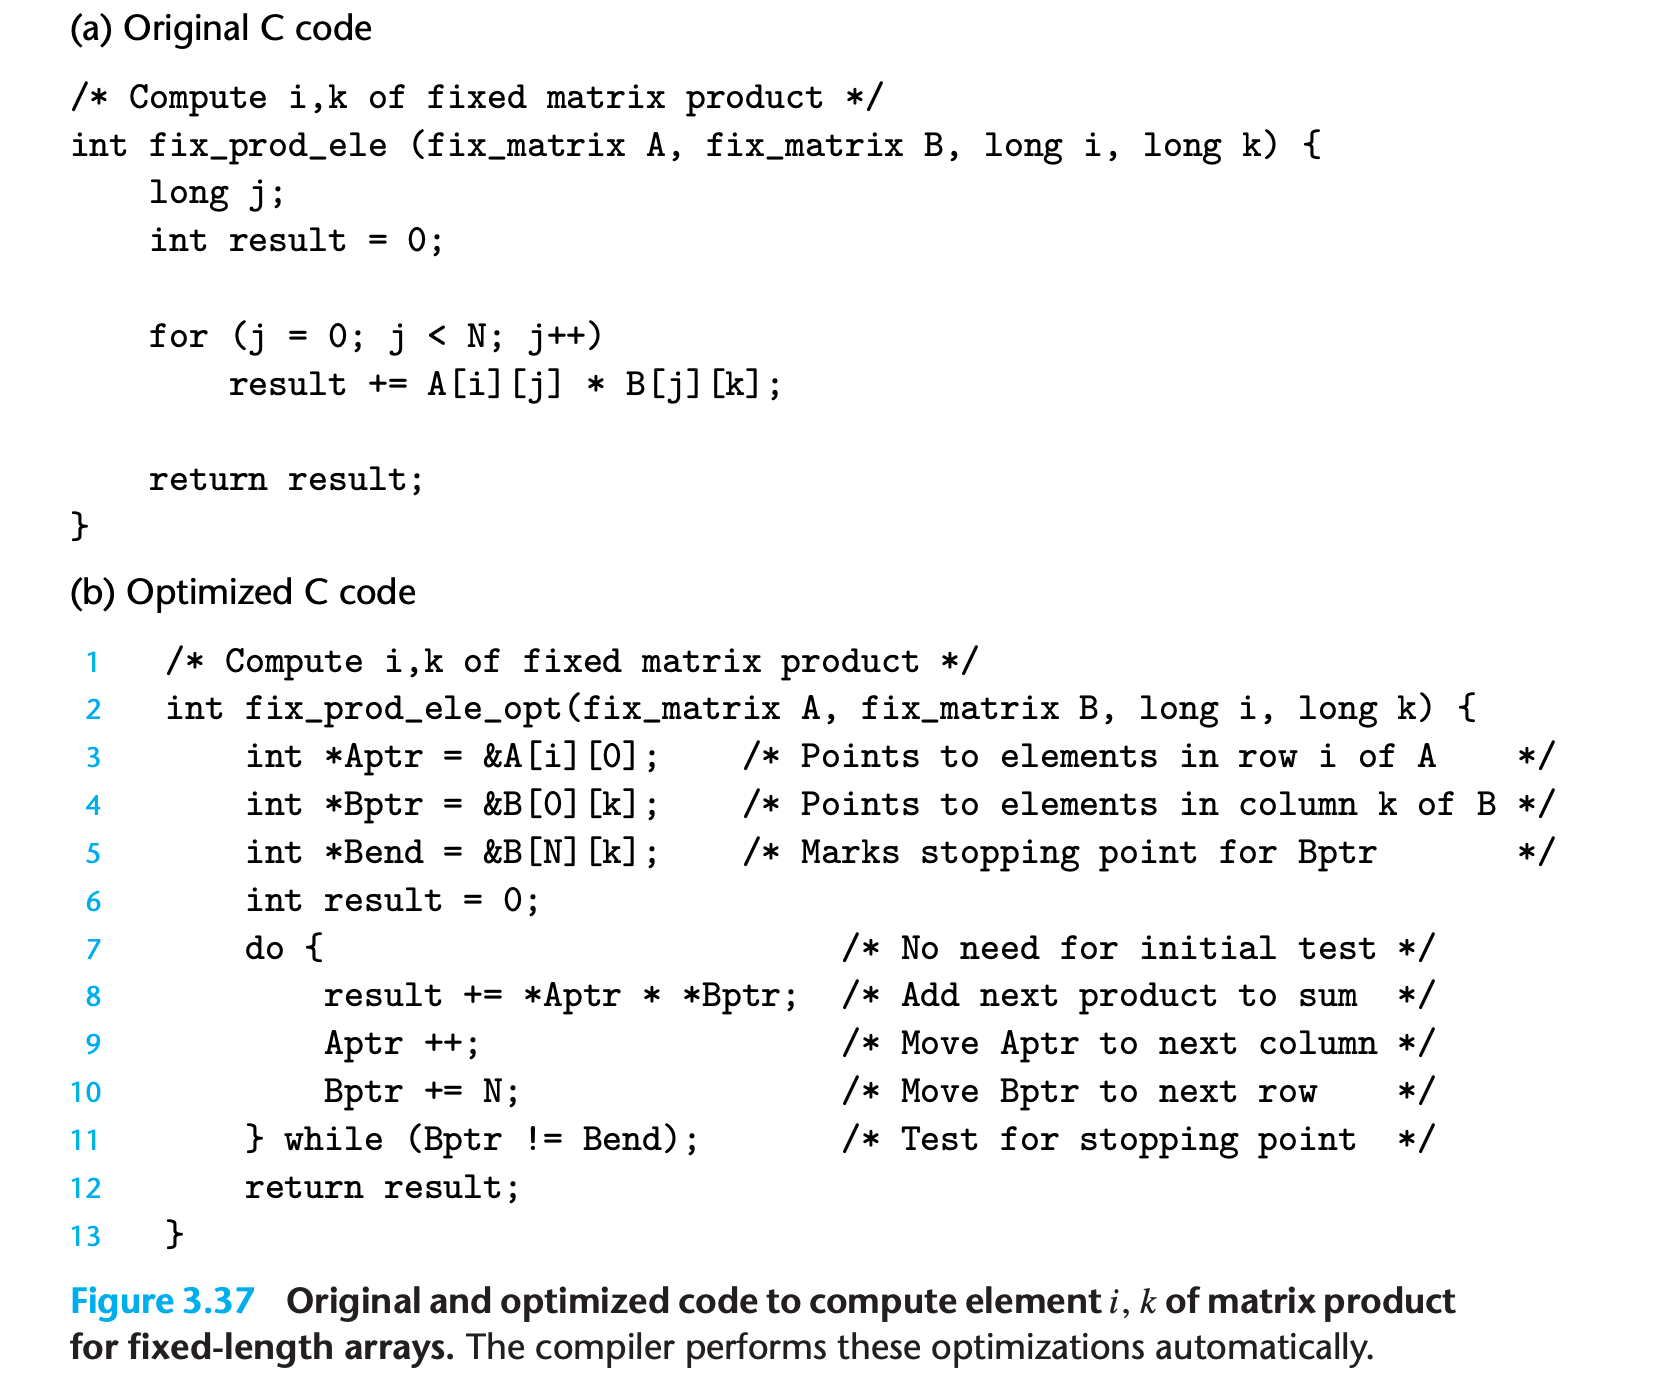 (a) Original C code
/* Compute i,k of fixed matrix product */
int fix_prod_ele (fix_matrix A, fix_matrix B, long i, long k) {
    long j;
    int result = 0;
    for (j = 0; j < N; j++)
        result += A[i][j] * B[j][k];
    return result;
}
(b) Optimized C code
1 /* Compute i,k of fixed matrix product */
2 int fix_prod_ele_opt(fix_matrix A, fix_matrix B, long i, long k) {
3     int *Aptr = &A[i][0];    /* Points to elements in row i of A    */
4     int *Bptr = &B[0][k];    /* Points to elements in column k of B */
5     int *Bend = &B[N][k];    /* Marks stopping point for Bptr       */
6     int result = 0;
7     do {                          /* No need for initial test */
8         result += *Aptr * *Bptr;  /* Add next product to sum  */
9         Aptr ++;                  /* Move Aptr to next column */
10         Bptr += N;                /* Move Bptr to next row    */
11     } while (Bptr != Bend);       /* Test for stopping point  */
12     return result;
13 }
Figure 3.37 Original and optimized code to compute element i, k of matrix product
for fixed-length arrays. The compiler performs these optimizations automatically.